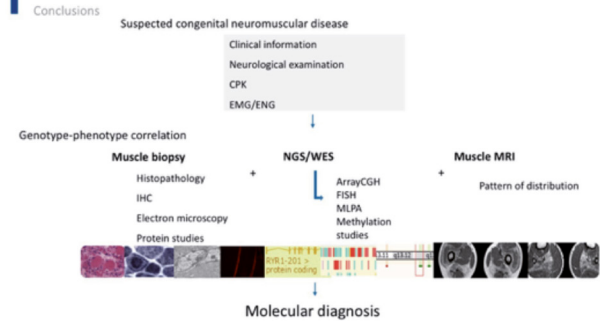 Conclusions
Suspected congenital neuromuscular disease
Clinical information
Neurological examination
CPK
EMG/ENG
Genotype-phenotype correlation
Muscle biopsy
Histopathology
IHC
Electron microscopy
Protein studies
+
NGS/WES
ArrayCGH
FISH
MLPA
Methylation
studies
+
Muscle MRI
Pattern of distribution
RYR1-201 >
protein coding
Molecular diagnosis